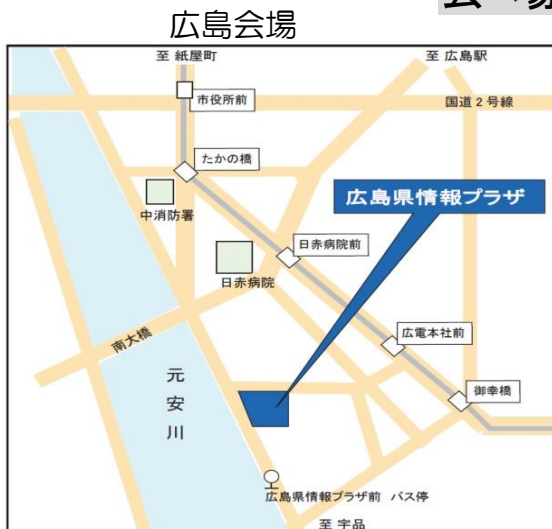 広島会場
至 紙屋町
至 広島駅
市役所前
国道２号線
たかの橋
中消防署
広島県情報プラザ
日赤病院前
日赤病院
南大橋
広電本社前
元安川
御幸橋
広島県情報プラザ前 バス停
至 宇品